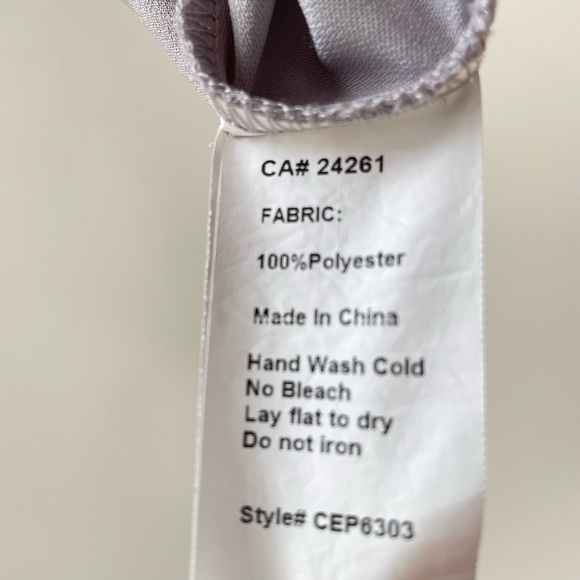 CA# 24261
FABRIC:
100%Polyester
Made In China
Hand Wash Cold
No Bleach
Lay flat to dry
Do not iron
Style# CEP6303